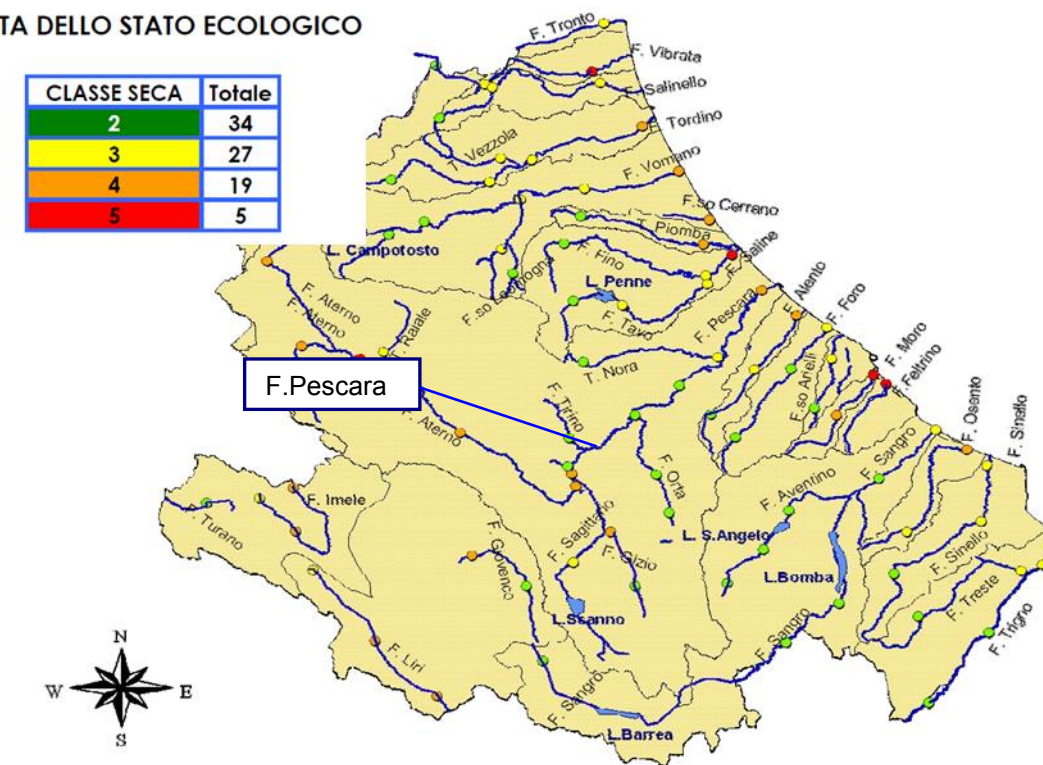 TA DELLO STATO ECOLOGICO
CLASSE SECA Totale
2 34
3 27
4 19
5 5
F. Tronto
F. Vibrata
F. Salinello
F. Tordino
T. Vezzola
F. Vomano
F.so Cerrano
T. Piomba
F. Saline
L. Campotosto
F.so Leomogna
F. Fino
L. Penne
F. Tavo
F. Pescara
F. Alento
F. Foro
F. Moro
F. Feltrino
F. Aterno
F. Aterno
F. Raiale
T. Nora
F.so Arielli
F. Osento
F. Sinello
F.Pescara
F. Tirino
T. Aterno
F. Orta
F. Sangro
F. Aventino
F. Imele
F. Turano
F. Giovenco
F. Sagittario
F. Gizio
L. S.Angelo
L.Bomba
F. Sinello
F. Treste
F. Trigno
L.Scanno
F. Liri
F. Sangro
F. Sangro
L.Barrea
N
W E
S